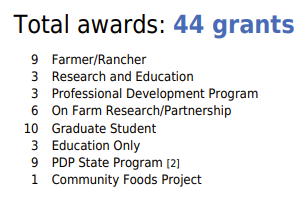 Total awards: 44 grants
9 Farmer/Rancher
3 Research and Education
3 Professional Development Program
6 On Farm Research/Partnership
10 Graduate Student
3 Education Only
9 PDP State Program [2]
1 Community Foods Project